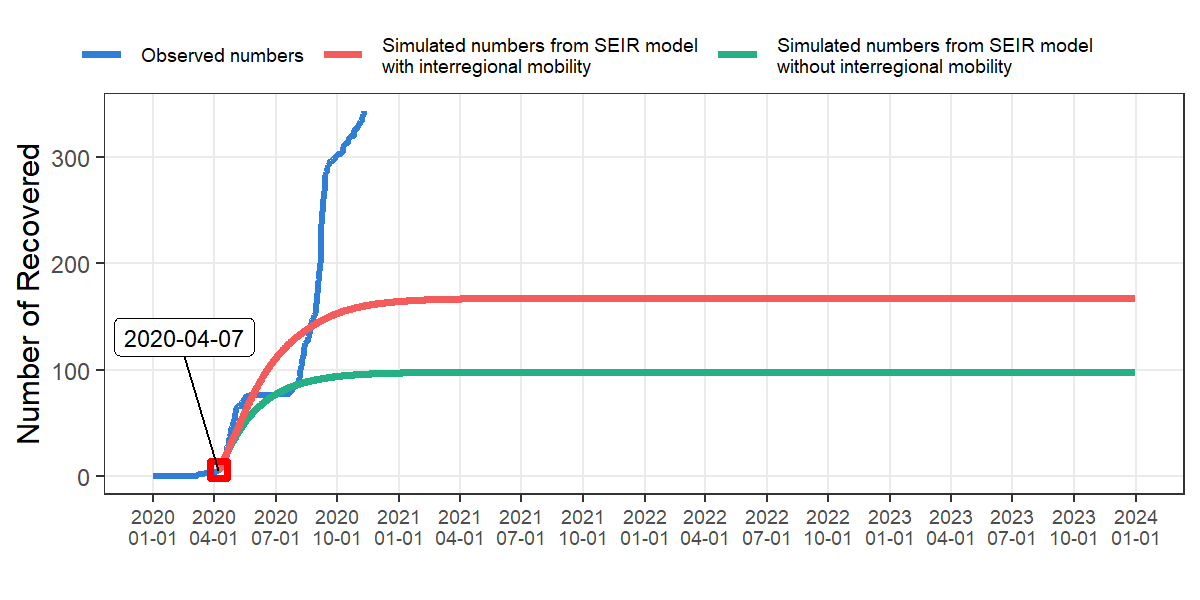 Observed numbers
Simulated numbers from SEIR model
with interregional mobility
Simulated numbers from SEIR model
without interregional mobility
Number of Recovered
300
200
100
0
2020-04-07
2020 2020 2020 2020 2021 2021 2021 2021 2022 2022 2022 2022 2023 2023 2023 2023 2024
01-01 04-01 07-01 10-01 01-01 04-01 07-01 10-01 01-01 04-01 07-01 10-01 01-01 04-01 07-01 10-01 01-01